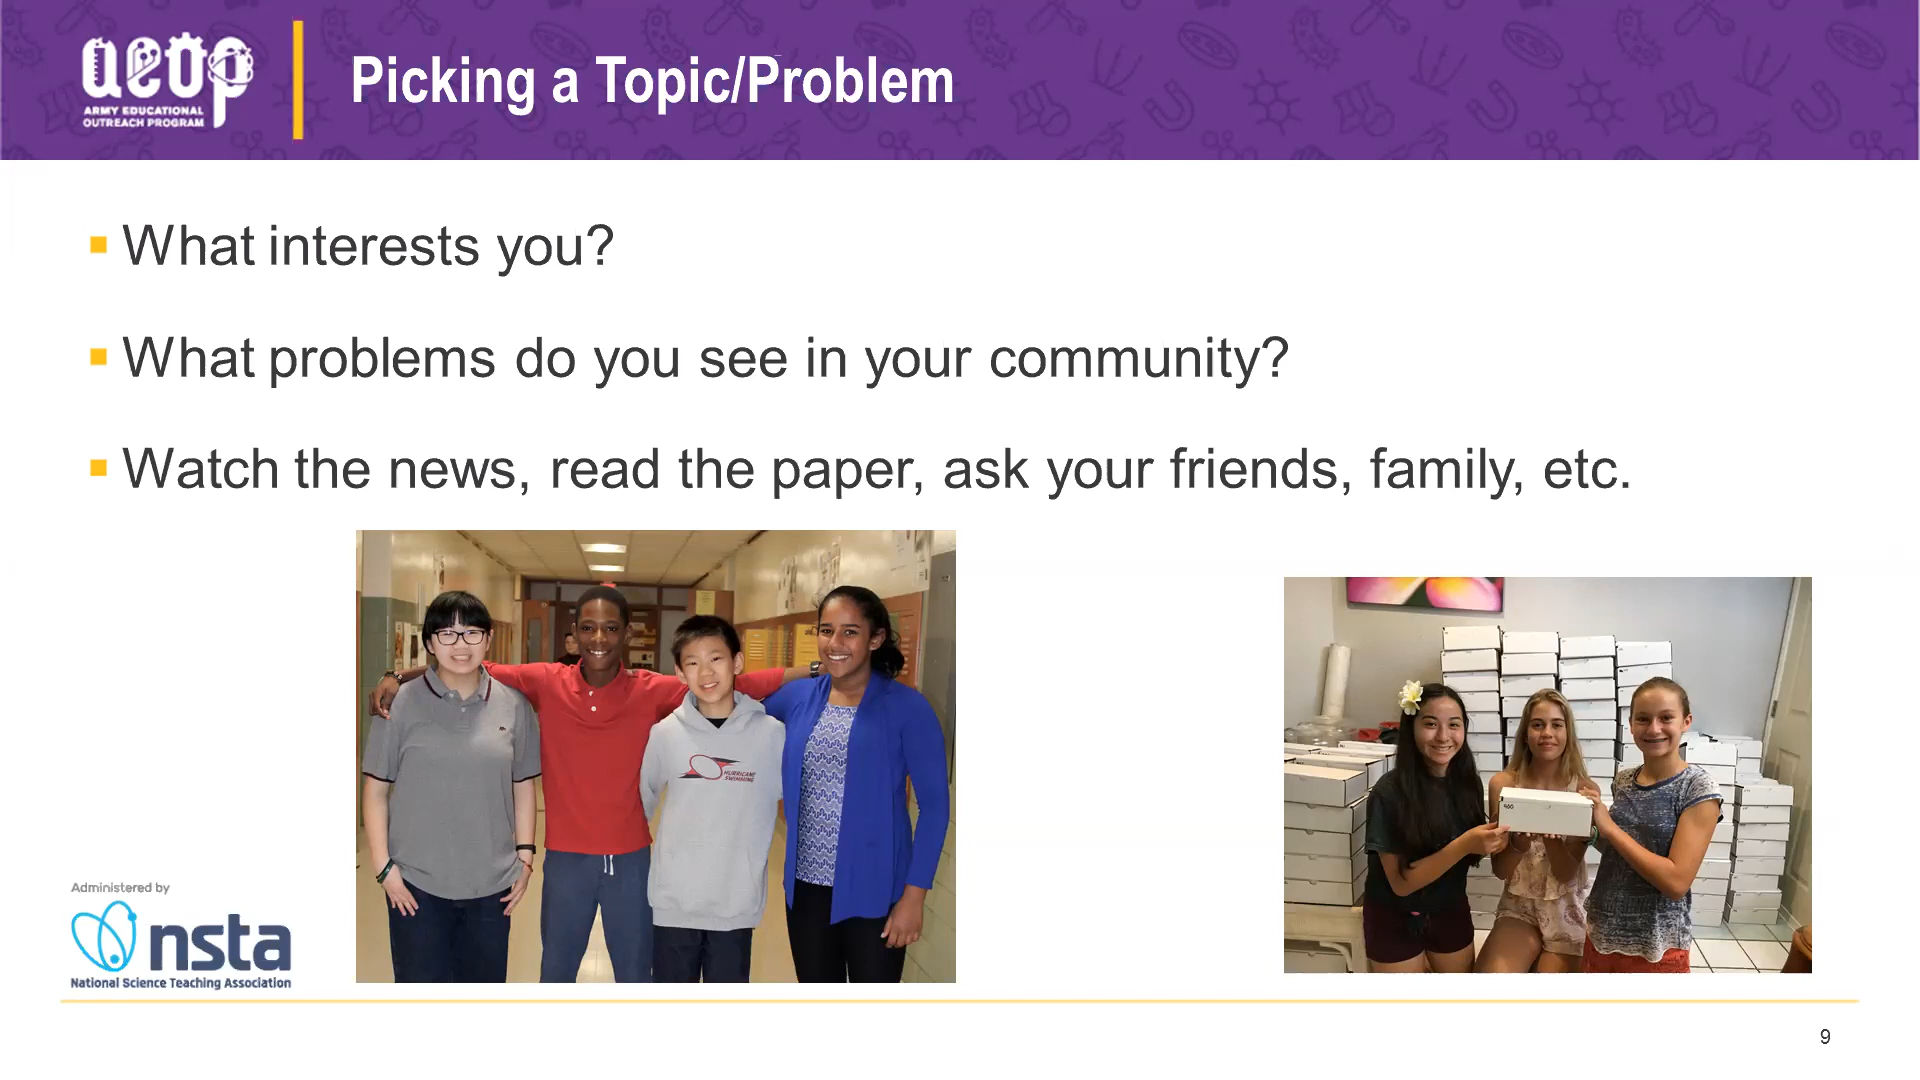 aeop
ARMY EDUCATIONAL
OUTREACH PROGRAM
Picking a Topic/Problem
What interests you?
What problems do you see in your community?
Watch the news, read the paper, ask your friends, family, etc.
HURRICANE
SWIMMING
Administered by
nsta
National Science Teaching Association
9